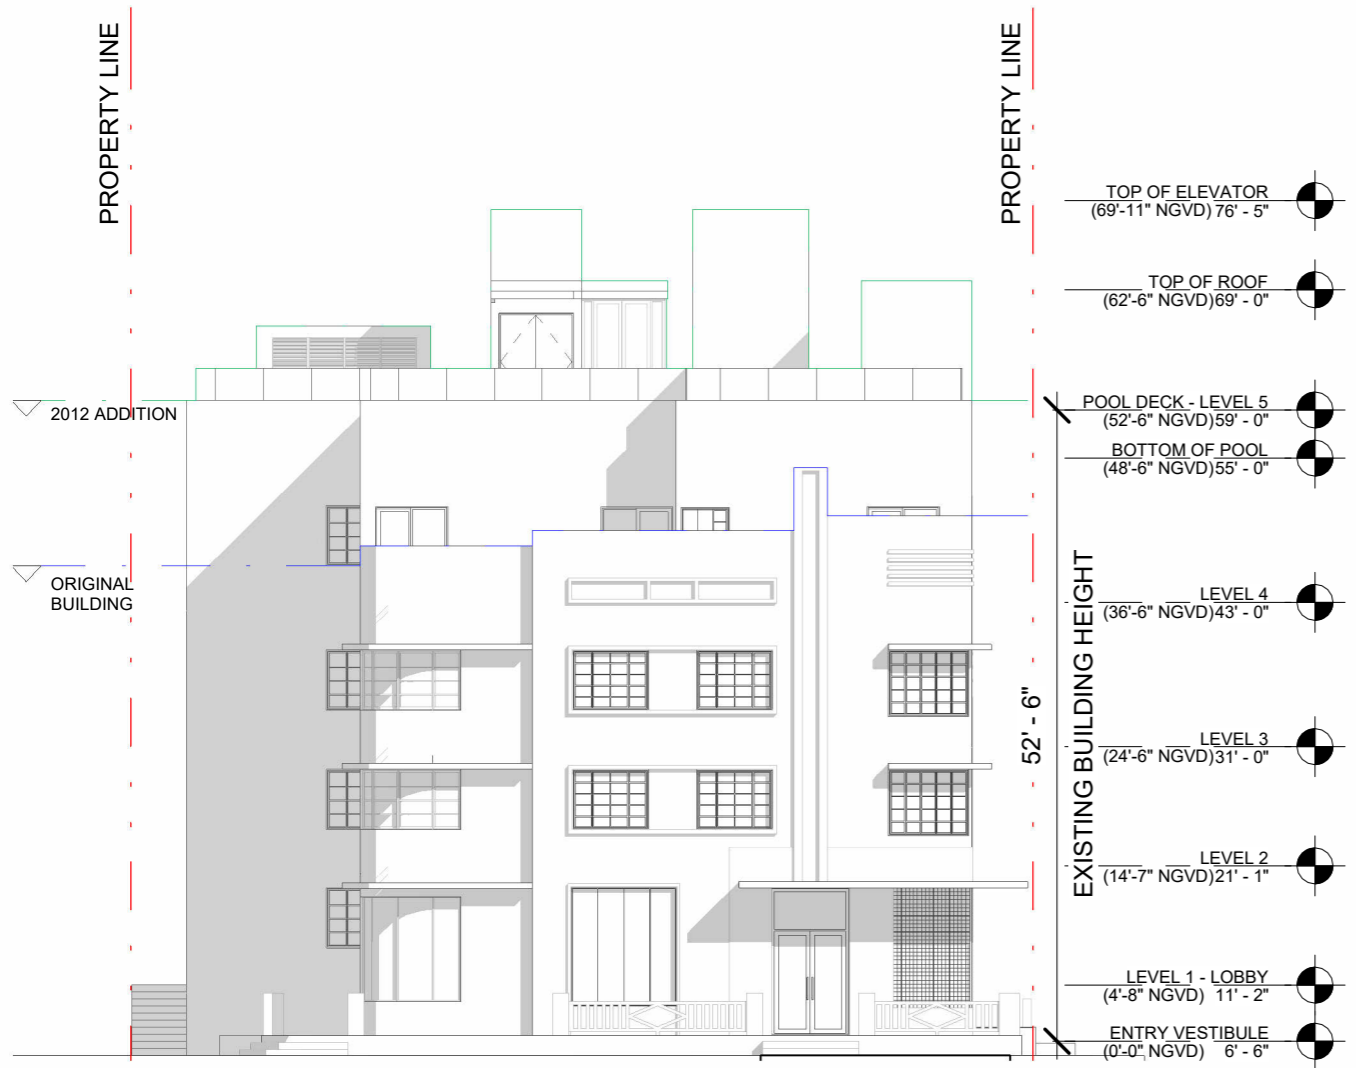 PROPERTY LINE
PROPERTY LINE
TOP OF ELEVATOR
(69'-11" NGVD) 76' - 5"
TOP OF ROOF
(62'-6" NGVD) 69' - 0"
2012 ADDITION
POOL DECK - LEVEL 5
(52'-6" NGVD) 59' - 0"
BOTTOM OF POOL
(48'-6" NGVD) 55' - 0"
ORIGINAL
BUILDING
LEVEL 4
(36'-6" NGVD) 43' - 0"
52' - 6"
EXISTING BUILDING HEIGHT
LEVEL 3
(24'-6" NGVD) 31' - 0"
LEVEL 2
(14'-7" NGVD) 21' - 1"
LEVEL 1 - LOBBY
(4'-8" NGVD) 11' - 2"
ENTRY VESTIBULE
(0'-0" NGVD) 6' - 6"